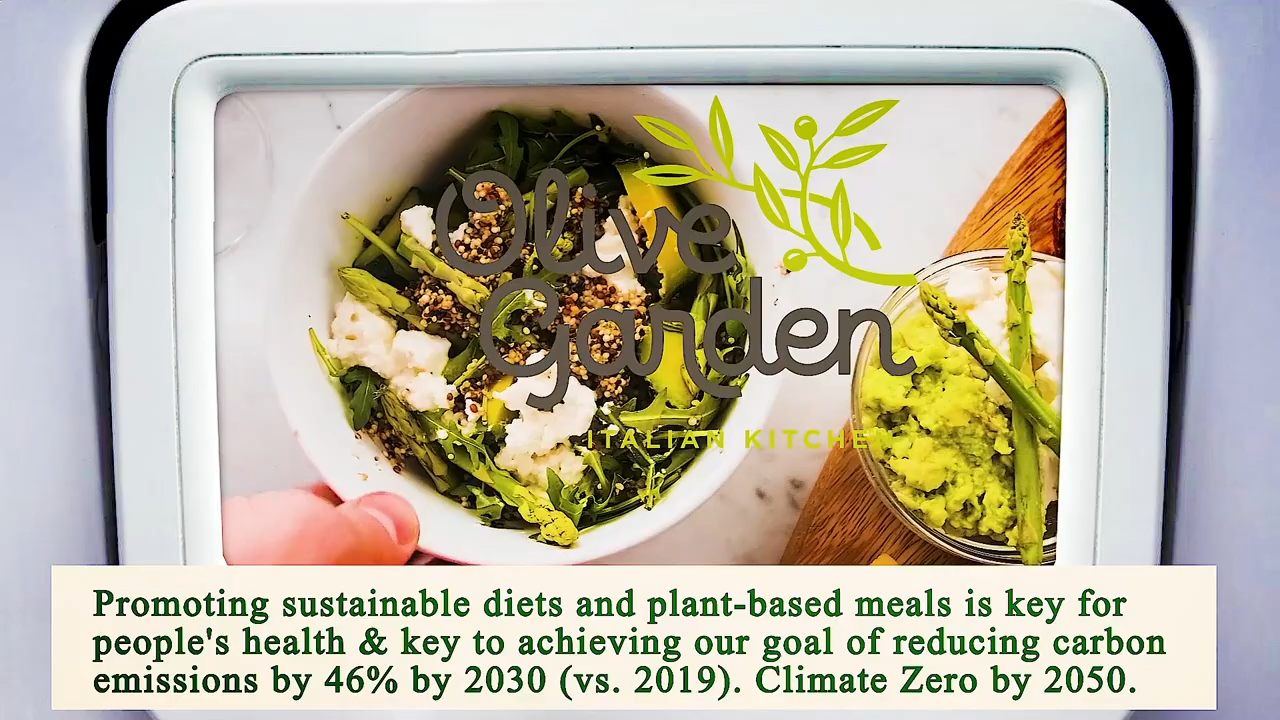 Olive
Garden
ITALIAN KITCHEN
Promoting sustainable diets and plant-based meals is key for
people's health & key to achieving our goal of reducing carbon
emissions by 46% by 2030 (vs. 2019). Climate Zero by 2050.